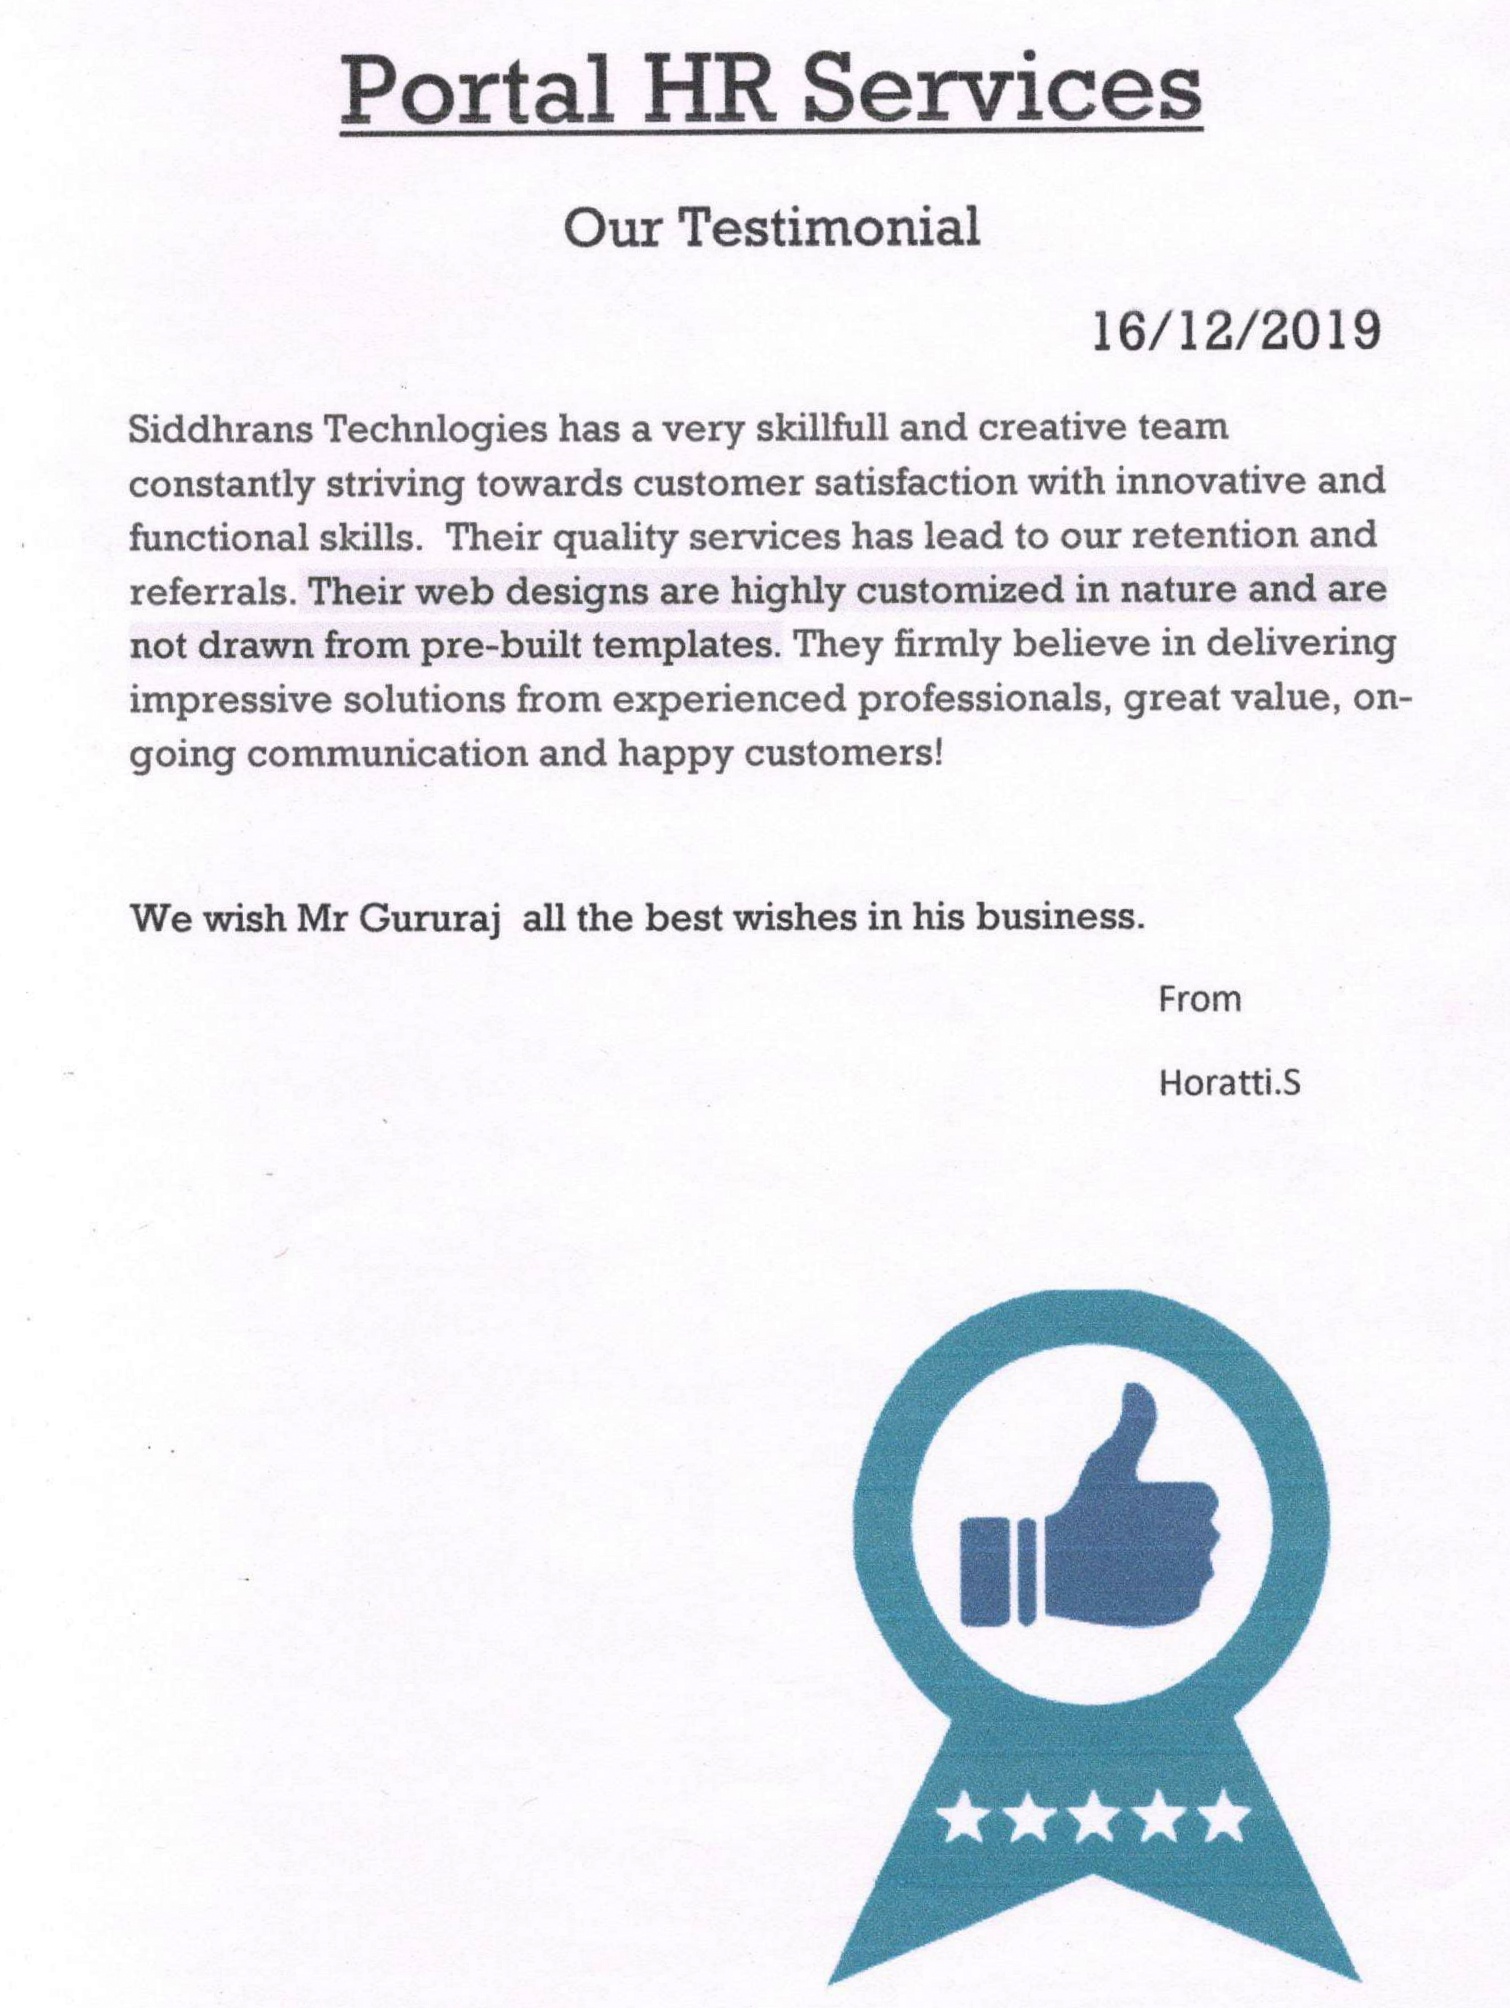 Portal HR Services
Our Testimonial
16/12/2019
Siddhrans Technlogies has a very skillfull and creative team
constantly striving towards customer satisfaction with innovative and
functional skills.  Their quality services has lead to our retention and
referrals. Their web designs are highly customized in nature and are
not drawn from pre-built templates. They firmly believe in delivering
impressive solutions from experienced professionals, great value, on-
going communication and happy customers!
We wish Mr Gururaj  all the best wishes in his business.
From
Horatti.S